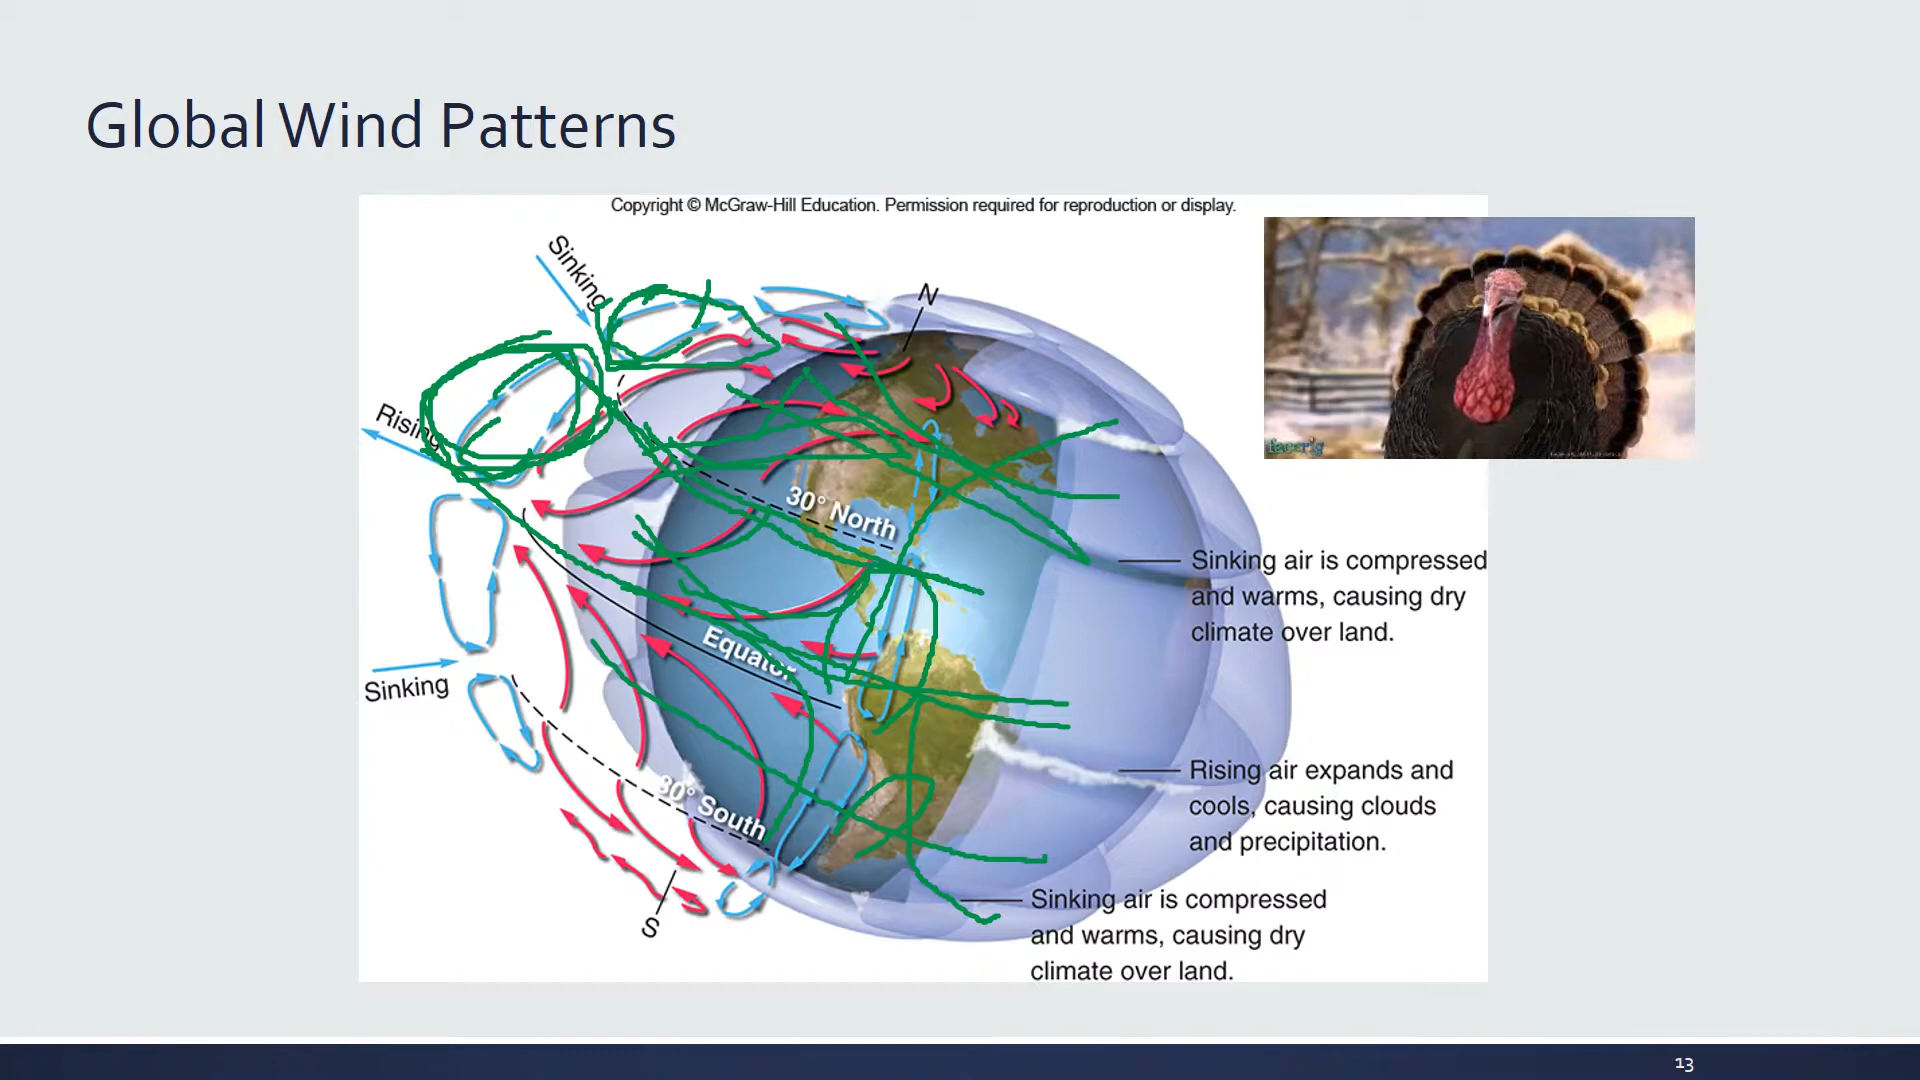 Global Wind Patterns
Copyright © McGraw-Hill Education. Permission required for reproduction or display.
Sinking
N
Rising
facerig
30° North
Sinking air is compressed
and warms, causing dry
climate over land.
Equator
Sinking
Rising air expands and
cools, causing clouds
and precipitation.
30° South
Sinking air is compressed
and warms, causing dry
climate over land.
S
13